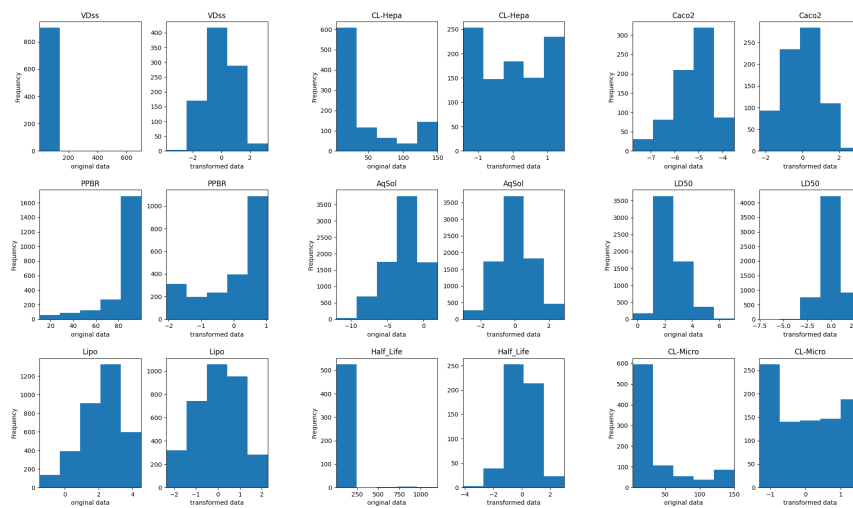 VDss VDss CL-Hepa CL-Hepa Caco2 Caco2
Frequency
900
800
600
400
200
0
200 400 600
original data
400
350
300
250
200
150
100
50
0
−2 0 2
transformed data
Frequency
600
500
400
300
200
100
0
50 100 150
original data
250
200
150
100
50
0
−1 0 1
transformed data
Frequency
300
250
200
150
100
50
0
−7 −6 −5 −4
original data
250
200
150
100
50
0
−2 0 2
transformed data
PPBR PPBR AqSol AqSol LD50 LD50
Frequency
1600
1400
1200
1000
800
600
400
200
0
20 40 60 80
original data
1000
800
600
400
200
0
−2 −1 0 1
transformed data
Frequency
3500
3000
2500
2000
1500
1000
500
0
−10 −5 0
original data
3500
3000
2500
2000
1500
1000
500
0
−2 0 2
transformed data
Frequency
3500
3000
2500
2000
1500
1000
500
0
0 2 4 6
original data
4000
3500
3000
2500
2000
1500
1000
500
0
−7.5 −5.0 −2.5 0.0 2
transformed data
Lipo Lipo Half_Life Half_Life CL-Micro CL-Micro
Frequency
1200
1000
800
600
400
200
0
0 2 4
original data
1000
800
600
400
200
0
−2 −1 0 1 2
transformed data
Frequency
500
400
300
200
100
0
250 500 750 1000
original data
250
200
150
100
50
0
−4 −2 0 2
transformed data
Frequency
600
500
400
300
200
100
0
50 100 150
original data
250
200
150
100
50
0
−1 0 1
transformed data